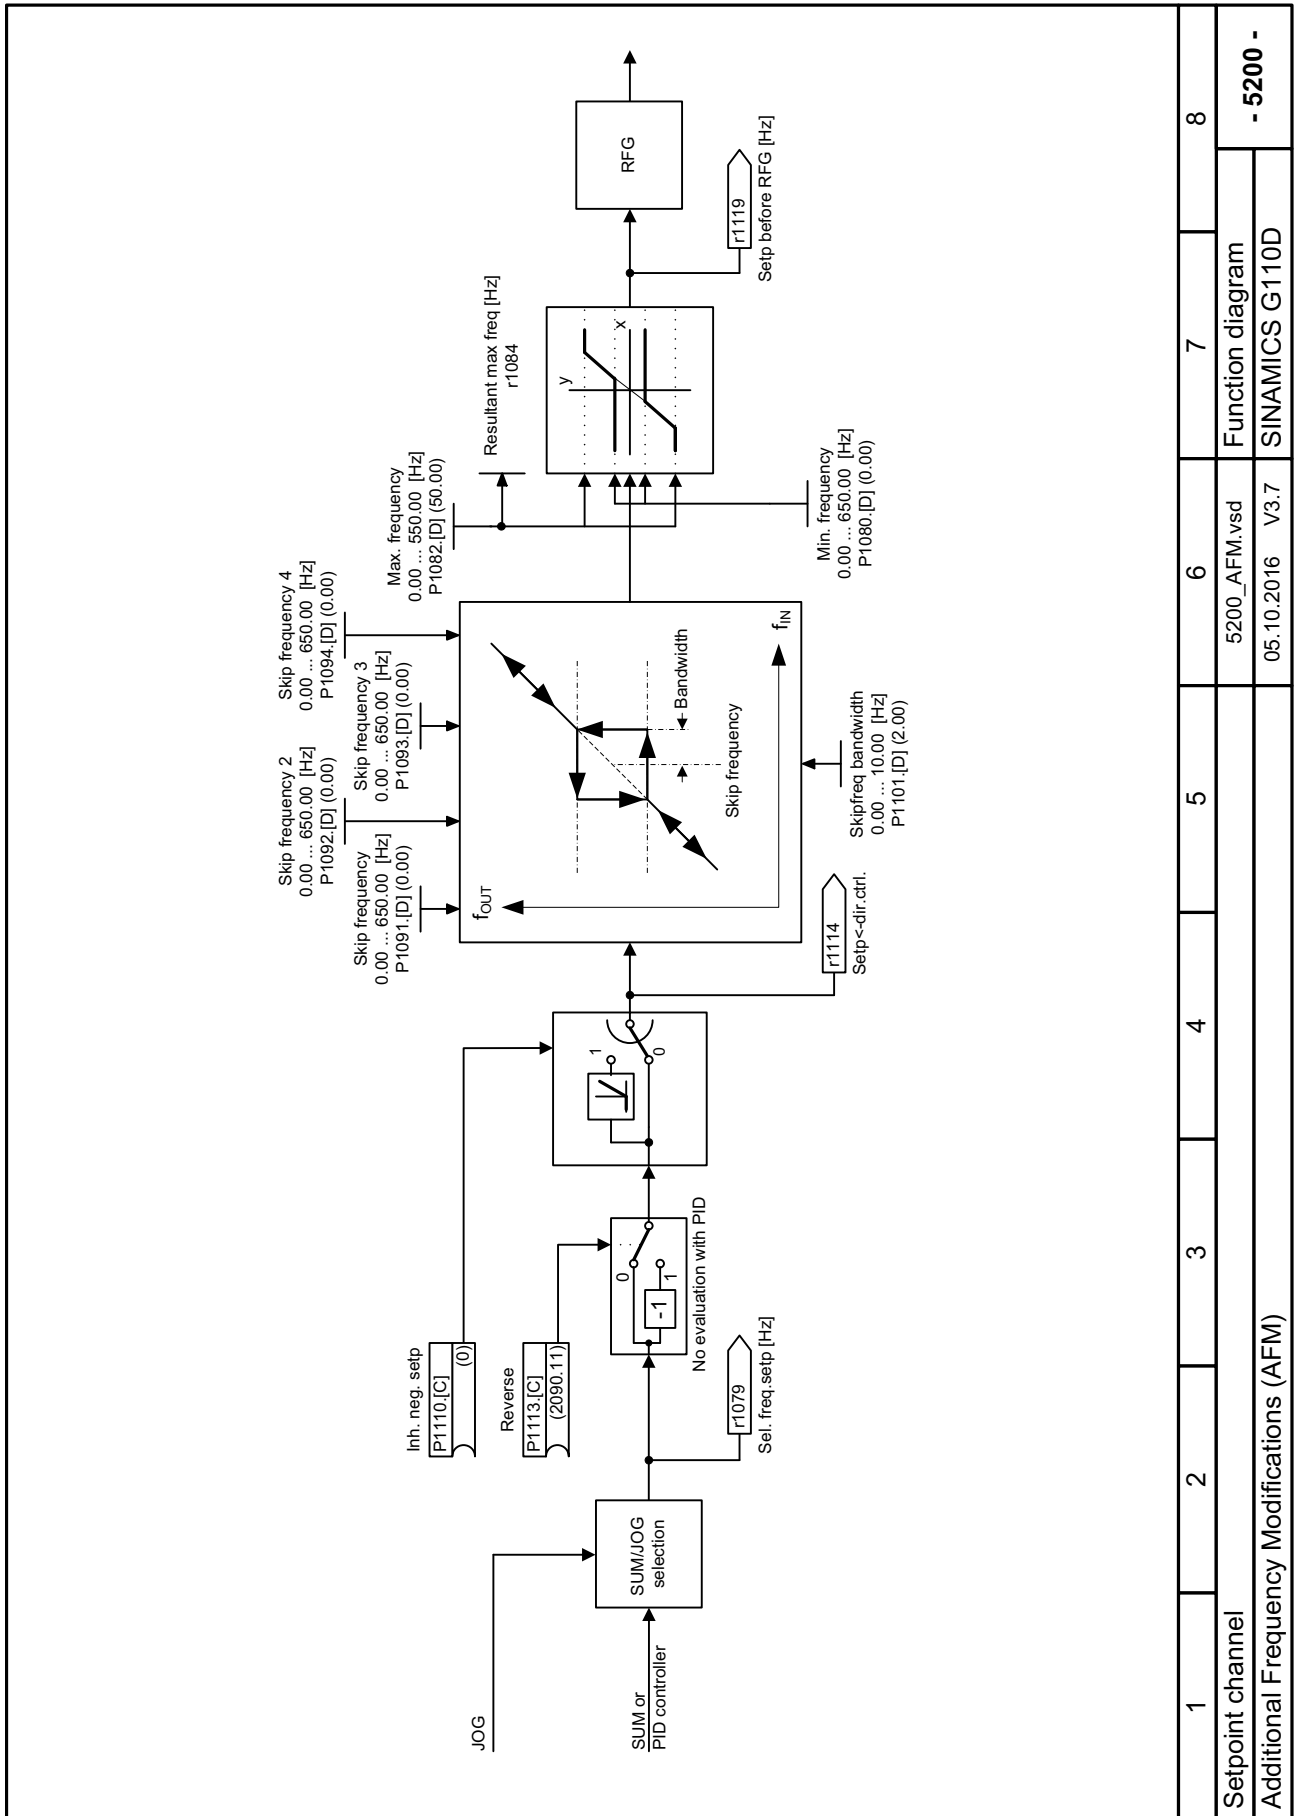 JOG
SUM or
PID controller
SUM/JOG
selection
r1079
Sel. freq.setp [Hz]
Inh. neg. setp
P1110.[C]
(0)
Reverse
P1113.[C]
(2090.11)
0
1
-1
No evaluation with PID
1
0
r1114
Setp<-dir.ctrl.
Skip frequency
0.00 ... 650.00 [Hz]
P1091.[D] (0.00)
Skip frequency 2
0.00 ... 650.00 [Hz]
P1092.[D] (0.00)
Skip frequency 3
0.00 ... 650.00 [Hz]
P1093.[D] (0.00)
Skip frequency 4
0.00 ... 650.00 [Hz]
P1094.[D] (0.00)
fOUT
fIN
Bandwidth
Skip frequency
Skipfreq bandwidth
0.00 ... 10.00 [Hz]
P1101.[D] (2.00)
Max. frequency
0.00 ... 550.00 [Hz]
P1082.[D] (50.00)
Resultant max freq [Hz]
r1084
y
x
Min. frequency
0.00 ... 650.00 [Hz]
P1080.[D] (0.00)
r1119
Setp before RFG [Hz]
RFG
1 2 3 4 5 6 7 8
Setpoint channel
5200_AFM.vsd
Function diagram
- 5200 -
Additional Frequency Modifications (AFM)
05.10.2016 V3.7
SINAMICS G110D